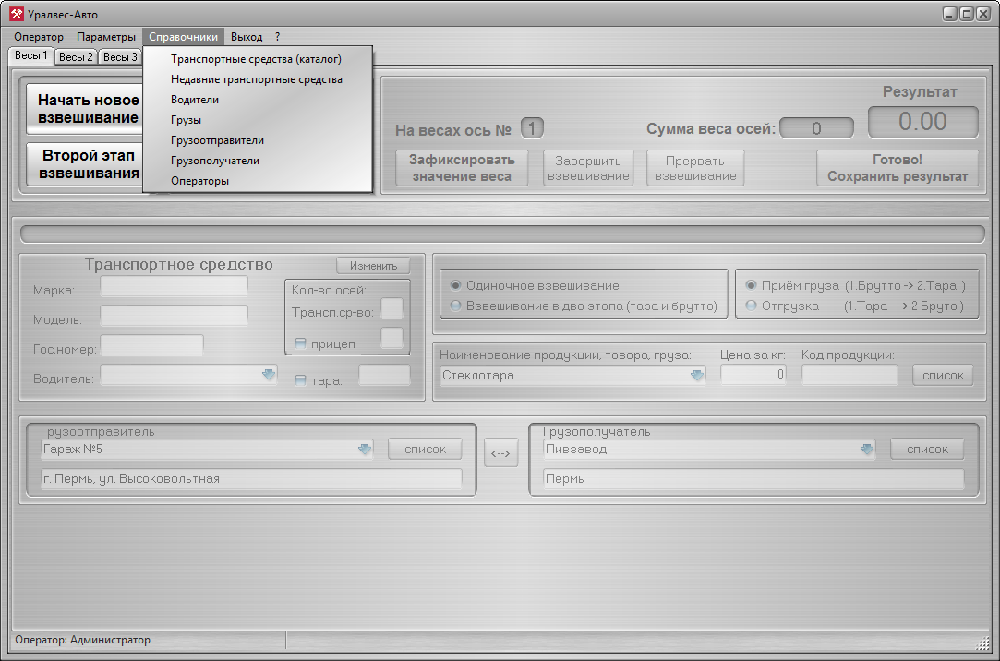 Уралвес-Авто
Оператор Параметры Справочники Выход ?
Весы 1 Весы 2 Весы 3
Транспортные средства (каталог)
Недавние транспортные средства
Водители
Грузы
Грузоотправители
Грузополучатели
Операторы
Начать новое
взвешивание
Второй этап
взвешивания
На весах ось № 1
Сумма веса осей: 0
Результат
0.00
Зафиксировать
значение веса
Завершить
взвешивание
Прервать
взвешивание
Готово!
Сохранить результат
Транспортное средство
Изменить
Марка:
Модель:
Гос.номер:
Водитель:
Кол-во осей:
Трансп.ср-во:
прицеп
тара:
Одиночное взвешивание
Взвешивание в два этапа (тара и брутто)
Приём груза (1.Брутто -> 2.Тара )
Отгрузка (1.Тара -> 2 Бруто )
Наименование продукции, товара, груза: Цена за кг: Код продукции:
Стеклотара 0 список
Грузоотправитель
Гараж №5 список
г. Пермь, ул. Высоковольтная
<-->
Грузополучатель
Пивзавод список
Пермь
Оператор: Администратор